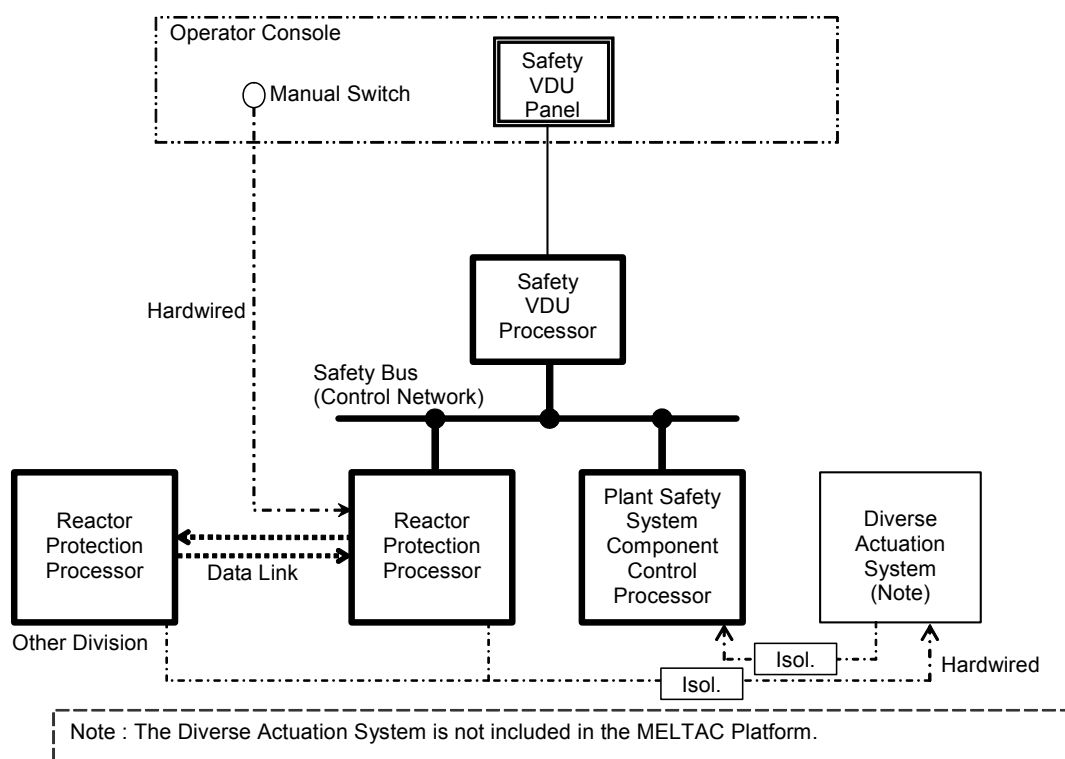 Operator Console
Manual Switch
Safety
VDU
Panel
Hardwired
Safety
VDU
Processor
Safety Bus
(Control Network)
Reactor
Protection
Processor
Data Link
Reactor
Protection
Processor
Plant Safety
System
Component
Control
Processor
Diverse
Actuation
System
(Note)
Other Division
Isol.
Isol.
Hardwired
Note : The Diverse Actuation System is not included in the MELTAC Platform.